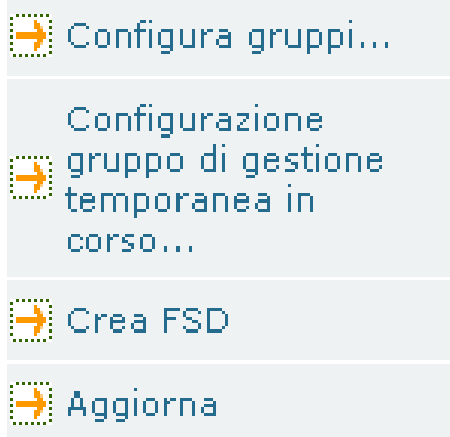 Configura gruppi...
Configurazione
gruppo di gestione
temporanea in
corso...
Crea FSD
Aggiorna